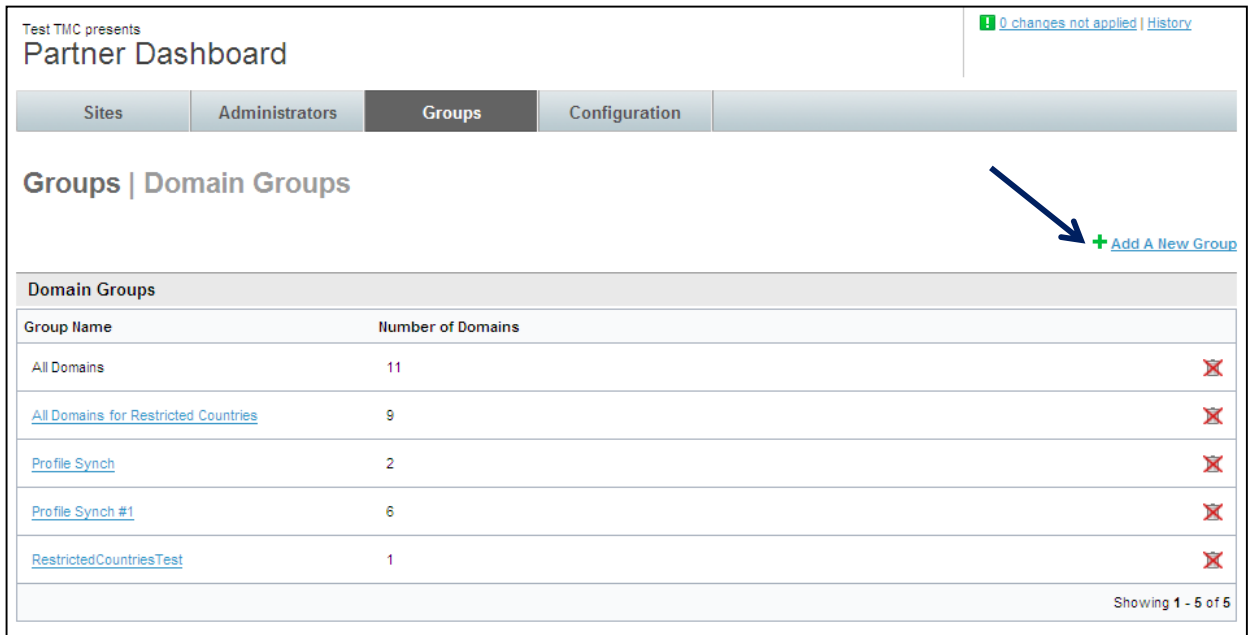 Test TMC presents
Partner Dashboard
0 changes not applied | History
Sites Administrators Groups Configuration
Groups | Domain Groups
Add A New Group
Domain Groups
Group Name Number of Domains
All Domains 11
All Domains for Restricted Countries 9
Profile Synch 2
Profile Synch #1 6
RestrictedCountriesTest 1
Showing 1 - 5 of 5